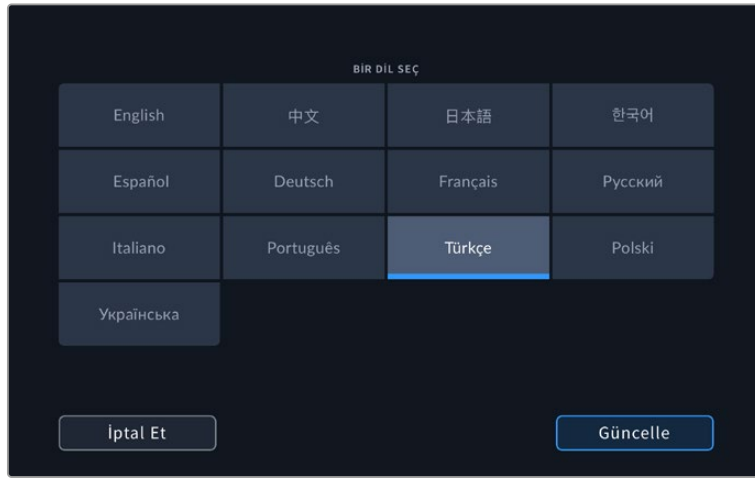 BİR DİL SEÇ
English 中文 日本語 한국어
Español Deutsch Français Русский
Italiano Português Türkçe Polski
Українська
İptal Et Güncelle